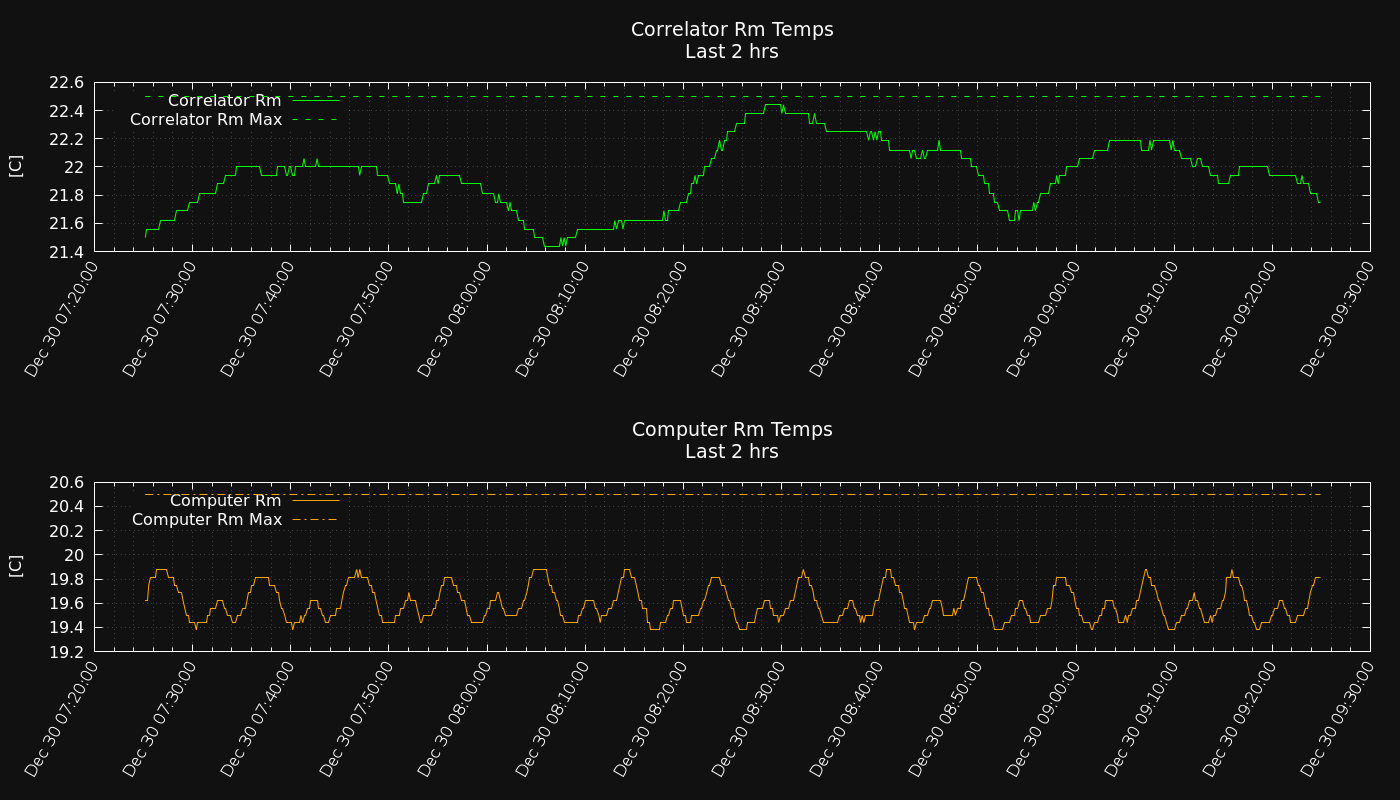 Correlator Rm Temps
Last 2 hrs
22.6
22.4
22.2
22
21.8
21.6
21.4
[C]
Correlator Rm
Correlator Rm Max
Dec 30 07:20:00
Dec 30 07:30:00
Dec 30 07:40:00
Dec 30 07:50:00
Dec 30 08:00:00
Dec 30 08:10:00
Dec 30 08:20:00
Dec 30 08:30:00
Dec 30 08:40:00
Dec 30 08:50:00
Dec 30 09:00:00
Dec 30 09:10:00
Dec 30 09:20:00
Dec 30 09:30:00
Computer Rm Temps
Last 2 hrs
20.6
20.4
20.2
20
19.8
19.6
19.4
19.2
[C]
Computer Rm
Computer Rm Max
Dec 30 07:20:00
Dec 30 07:30:00
Dec 30 07:40:00
Dec 30 07:50:00
Dec 30 08:00:00
Dec 30 08:10:00
Dec 30 08:20:00
Dec 30 08:30:00
Dec 30 08:40:00
Dec 30 08:50:00
Dec 30 09:00:00
Dec 30 09:10:00
Dec 30 09:20:00
Dec 30 09:30:00